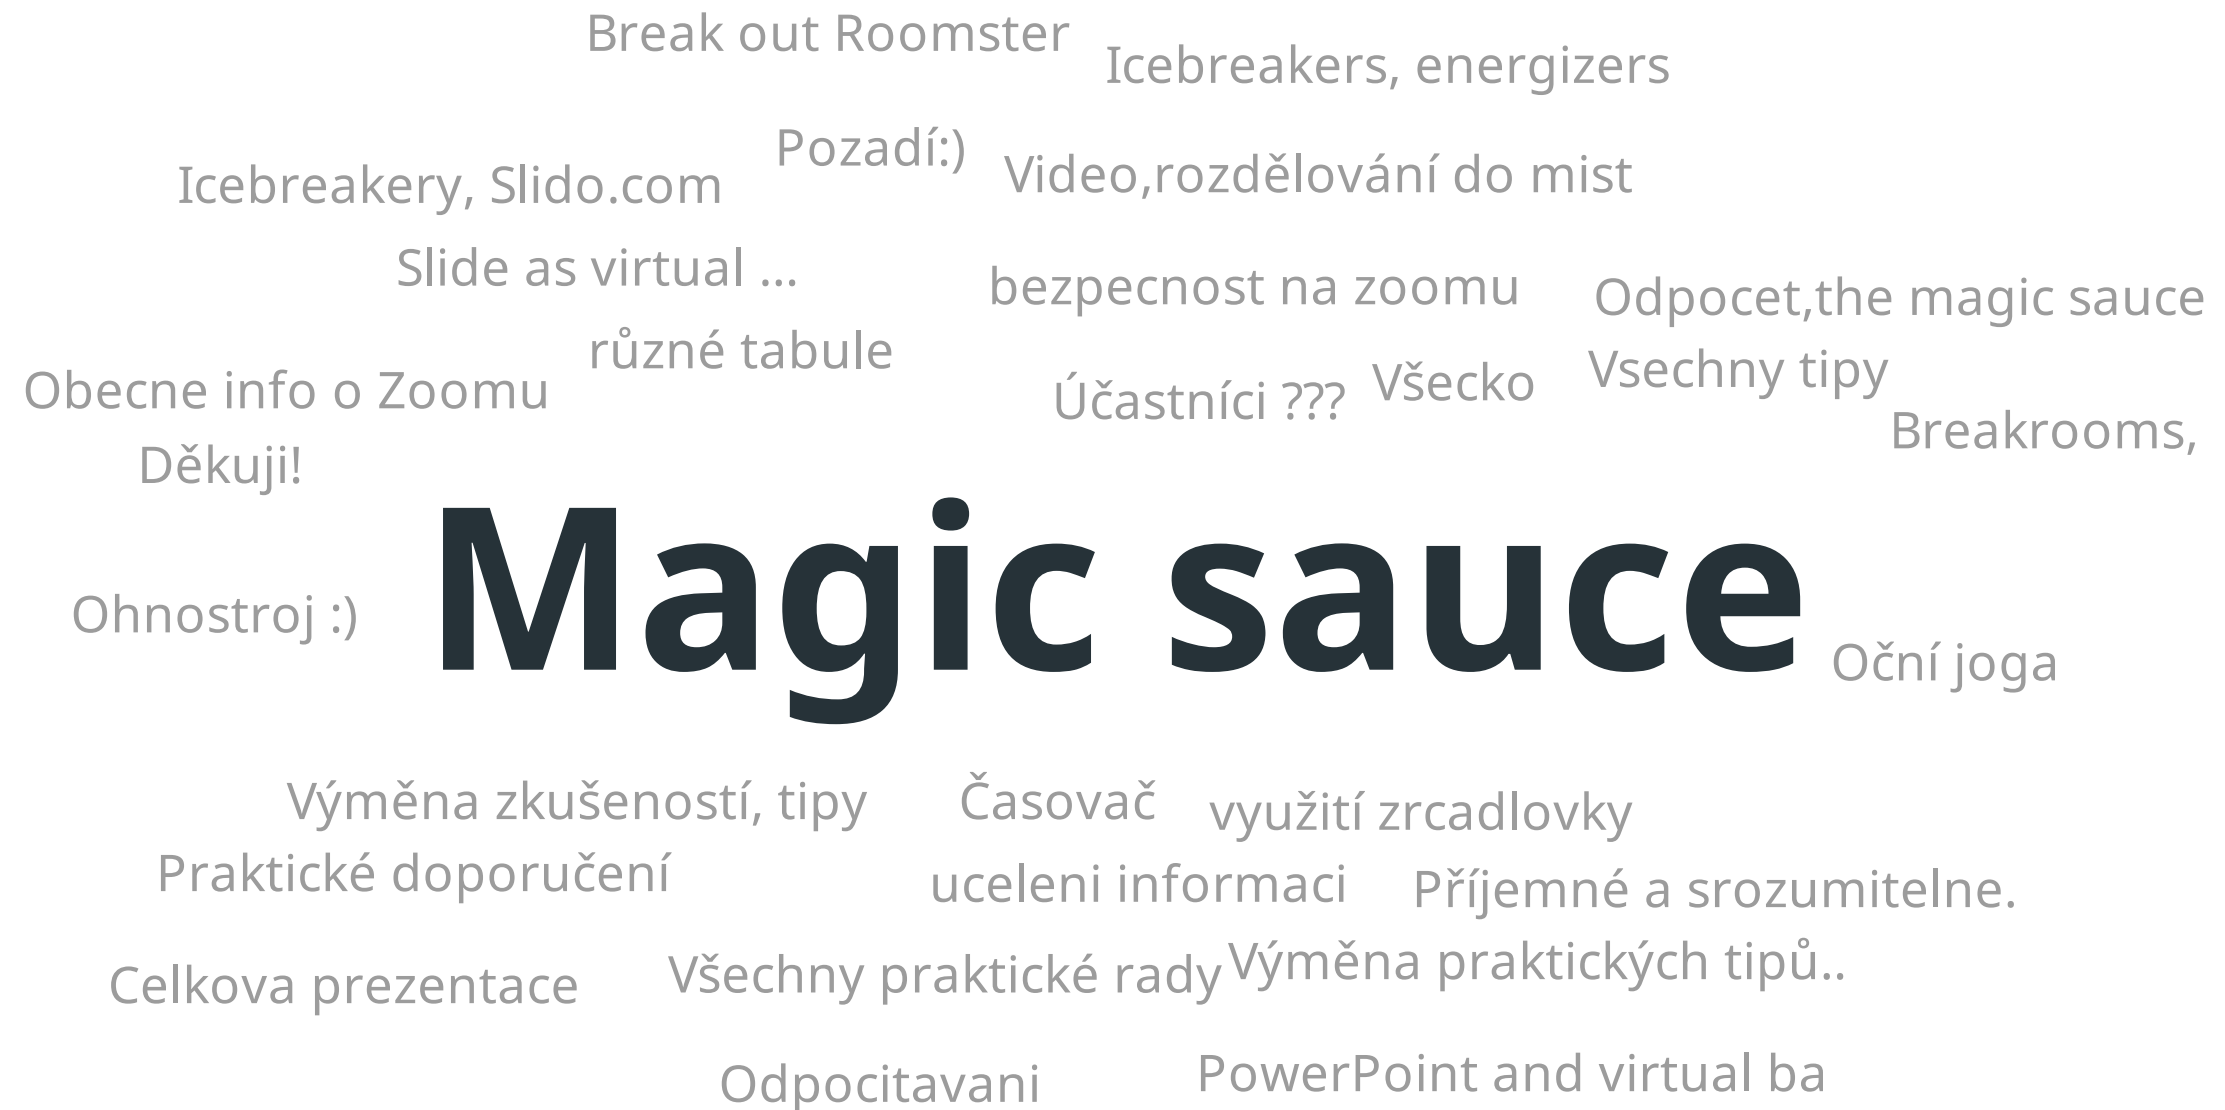 Break out Roomster
Icebreakers, energizers
Pozadí:)
Video,rozdělování do mist
Icebreakery, Slido.com
Slide as virtual ...
bezpecnost na zoomu
Odpocet,the magic sauce
různé tabule
Vsechny tipy
Obecne info o Zoomu
Účastníci ???
Všecko
Breakrooms,
Děkuji!
Magic sauce
Ohnostroj :)
Oční joga
Výměna zkušeností, tipy
Časovač
využití zrcadlovky
Praktické doporučení
uceleni informaci
Příjemné a srozumitelne.
Celkova prezentace
Všechny praktické rady
Výměna praktických tipů..
Odpocitavani
PowerPoint and virtual ba